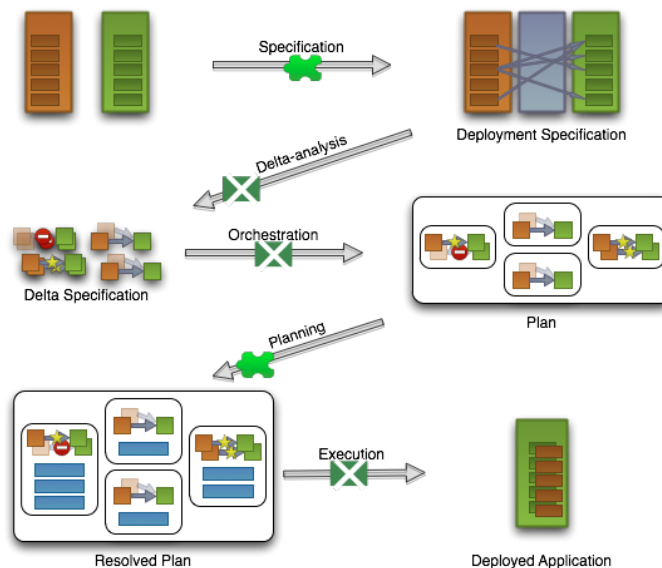 Specification
Deployment Specification
Delta-analysis
Orchestration
Delta Specification
Plan
Planning
Execution
Resolved Plan
Deployed Application